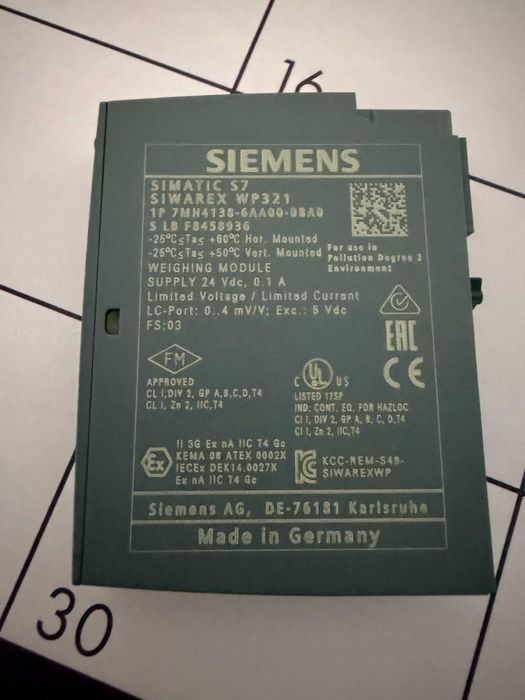 16
SIEMENS
SIMATIC S7
SIWAREX WP321
1P 7MH4138-6AA00-0BA0
S LB F8458936
-25°C≤Ta≤ +60°C Hor. Mounted
-25°C≤Ta≤ +50°C Vert. Mounted
For use in
Pollution Degree 2
Environment
WEIGHING MODULE
SUPPLY 24 Vdc, 0.1 A
Limited Voltage / Limited Current
LC-Port: 0..4 mV/V; Exc.: 5 Vdc
FS:03
EAC
CE
FM
APPROVED
CL I, DIV 2, GP A,B,C,D,T4
CL I, Zn 2, IIC,T4
C UL US
LISTED 17SP
IND. CONT. EQ. FOR HAZLOC
Cl I, DIV 2, GP A, B, C, D,T4
Cl I, Zn 2, IIC,T4
Ex
II 3G Ex nA IIC T4 Gc
KEMA 08 ATEX 0002X
IECEx DEK14.0027X
Ex nA IIC T4 Gc
KCC-REM-S49-
SIWAREXWP
Siemens AG, DE-76181 Karlsruhe
Made in Germany
30